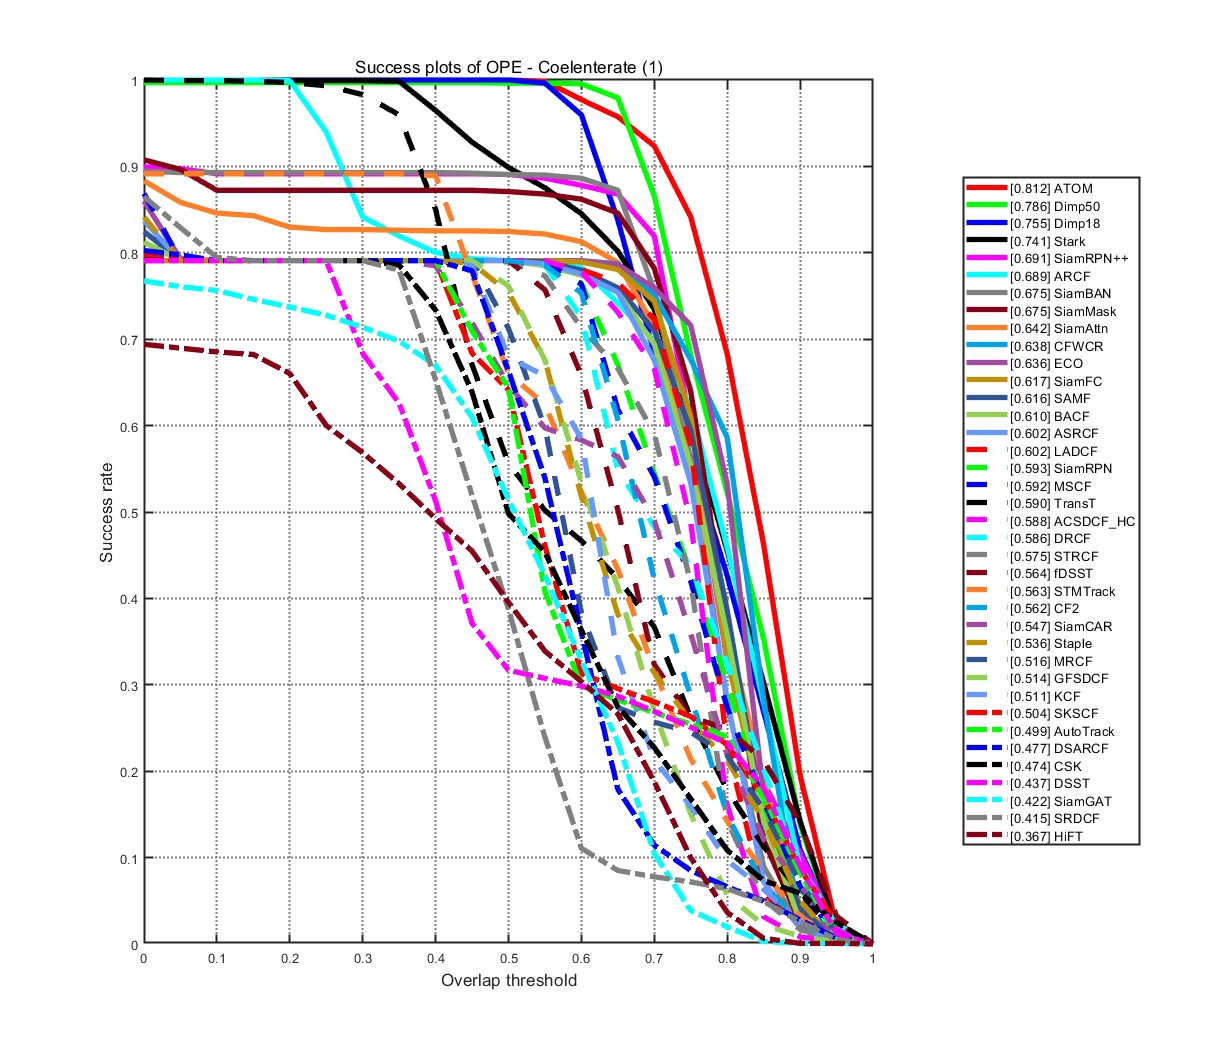 Success plots of OPE - Coelenterate (1)
1
0.9
0.8
0.7
0.6
0.5
0.4
0.3
0.2
0.1
0
Success rate
0 0.1 0.2 0.3 0.4 0.5 0.6 0.7 0.8 0.9 1
Overlap threshold
[0.812] ATOM
[0.786] Dimp50
[0.755] Dimp18
[0.741] Stark
[0.691] SiamRPN++
[0.689] ARCF
[0.675] SiamBAN
[0.675] SiamMask
[0.642] SiamAttn
[0.638] CFWCR
[0.636] ECO
[0.617] SiamFC
[0.616] SAMF
[0.610] BACF
[0.602] ASRCF
[0.602] LADCF
[0.593] SiamRPN
[0.592] MSCF
[0.590] TransT
[0.588] ACSDCF_HC
[0.586] DRCF
[0.575] STRCF
[0.564] fDSST
[0.563] STMTrack
[0.562] CF2
[0.547] SiamCAR
[0.536] Staple
[0.516] MRCF
[0.514] GFSDCF
[0.511] KCF
[0.504] SKSCF
[0.499] AutoTrack
[0.477] DSARCF
[0.474] CSK
[0.437] DSST
[0.422] SiamGAT
[0.415] SRDCF
[0.367] HiFT